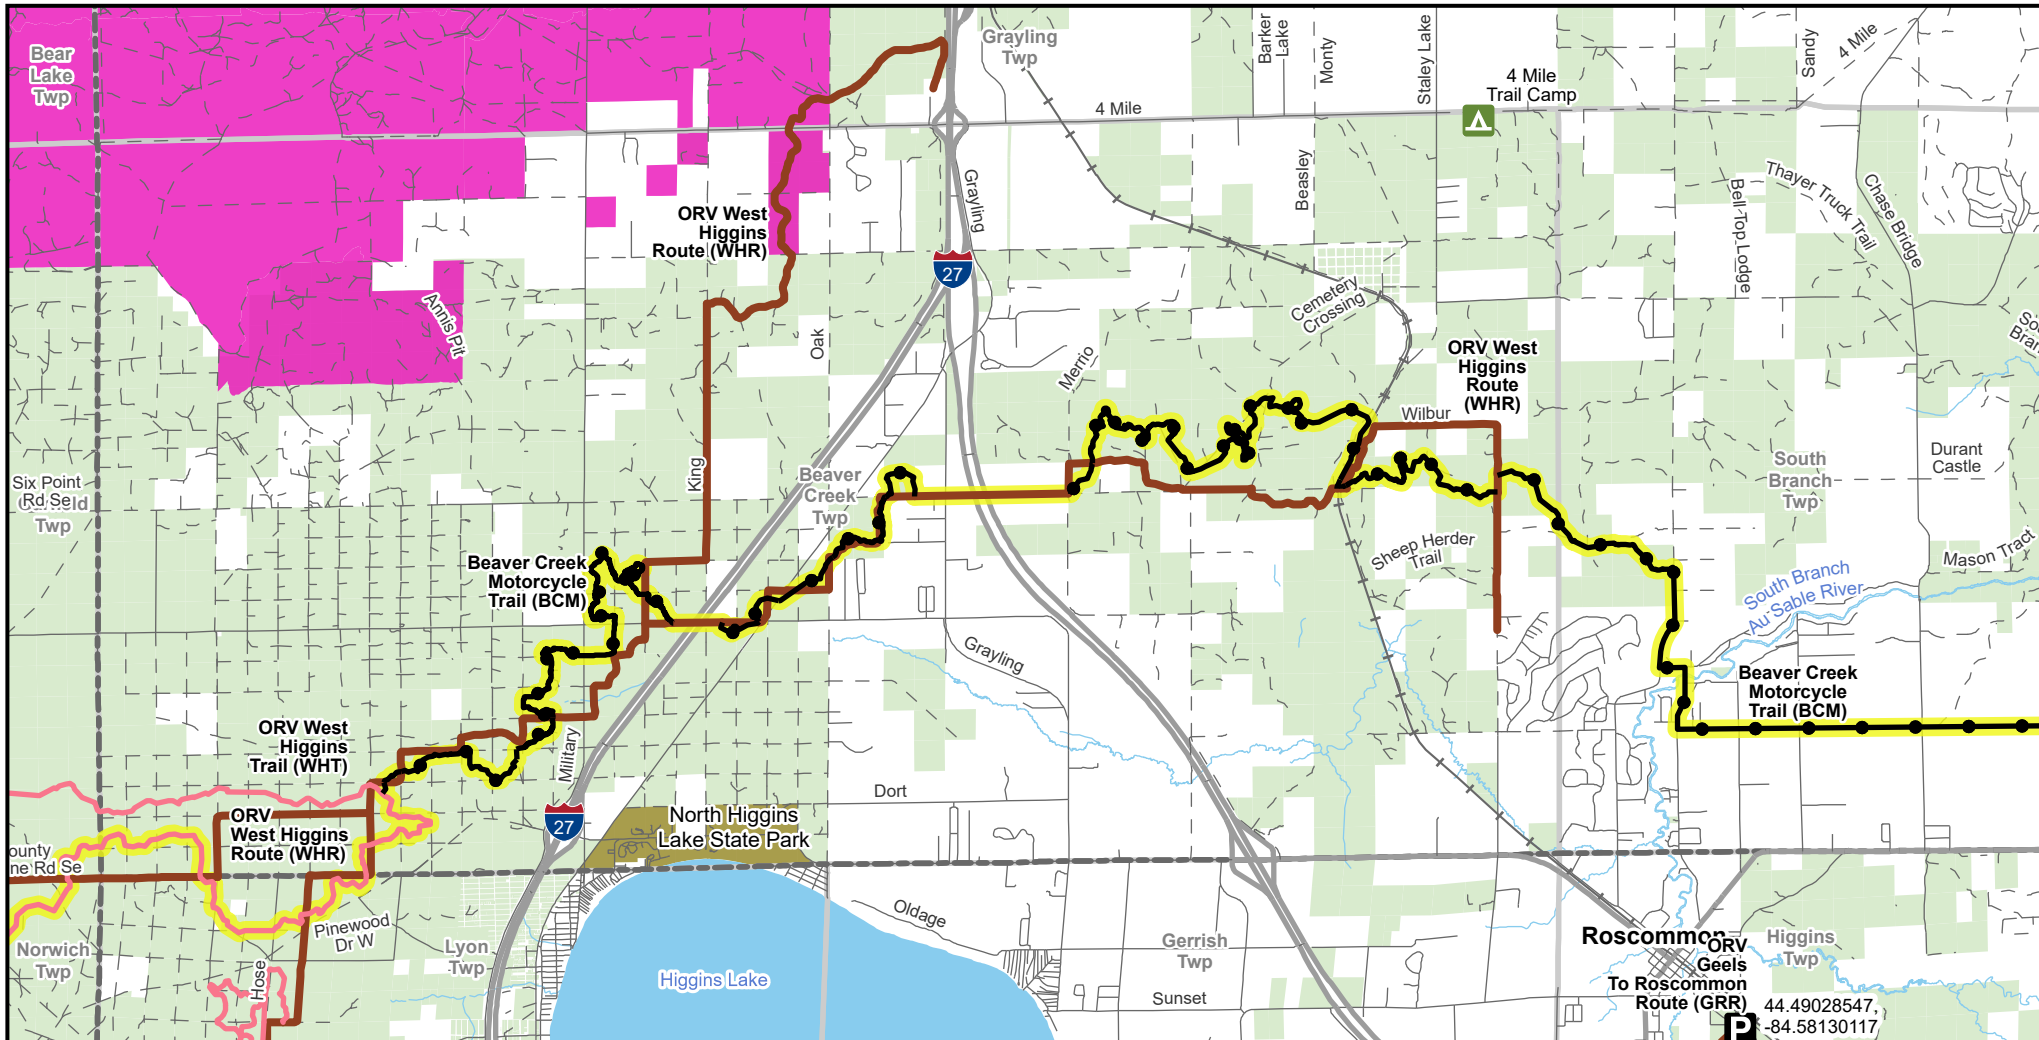 Bear
Lake
Twp
Grayling
Twp
Barker
Lake
Monty
Staley Lake
Sandy
4 Mile
4 Mile
Trail Camp
4 Mile
Beasley
Bell Top Lodge
Thayer Truck Trail
Chase Bridge
ORV West
Higgins
Route (WHR)
Grayling
27
Annis Pit
Oak
Cemetery
Crossing
Merrio
ORV West
Higgins
Route
(WHR)
Wilbur
King
Beaver
Creek
Twp
Six Point
Rd Se
Twp
South
Branch
Twp
Durant
Castle
Sheep Herder
Trail
Mason Tract
South Branch
Au Sable River
Beaver Creek
Motorcycle
Trail (BCM)
Grayling
Beaver Creek
Motorcycle
Trail (BCM)
ORV West
Higgins
Trail (WHT)
Military
27
Dort
North Higgins
Lake State Park
ORV
West Higgins
Route (WHR)
ounty
ne Rd Se
Pinewood
Dr W
Norwich
Twp
Lyon
Twp
Hose
Higgins Lake
Oldage
Gerrish
Twp
Sunset
Roscommon
Higgins
Twp
ORV
Geels
To Roscommon
Route (GRR)
44.49028547,
-84.58130117
P